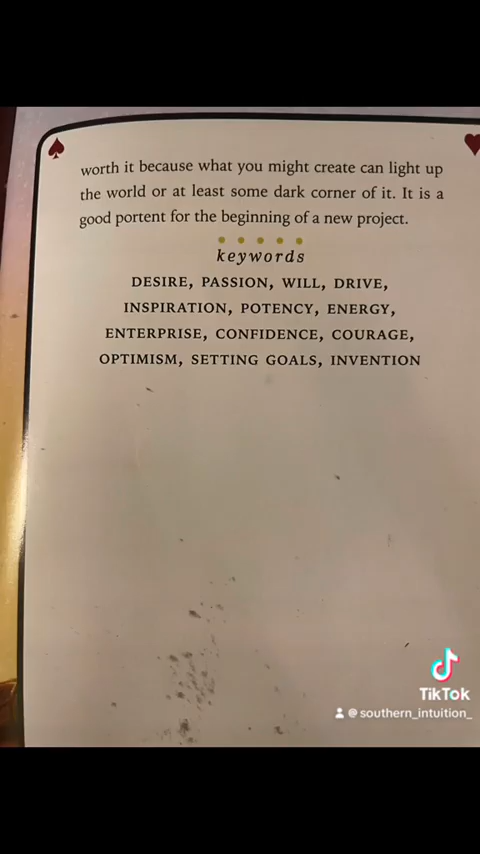 worth it because what you might create can light up
the world or at least some dark corner of it. It is a
good portent for the beginning of a new project.
keywords
DESIRE, PASSION, WILL, DRIVE,
INSPIRATION, POTENCY, ENERGY,
ENTERPRISE, CONFIDENCE, COURAGE,
OPTIMISM, SETTING GOALS, INVENTION
TikTok
@southern_intuition_